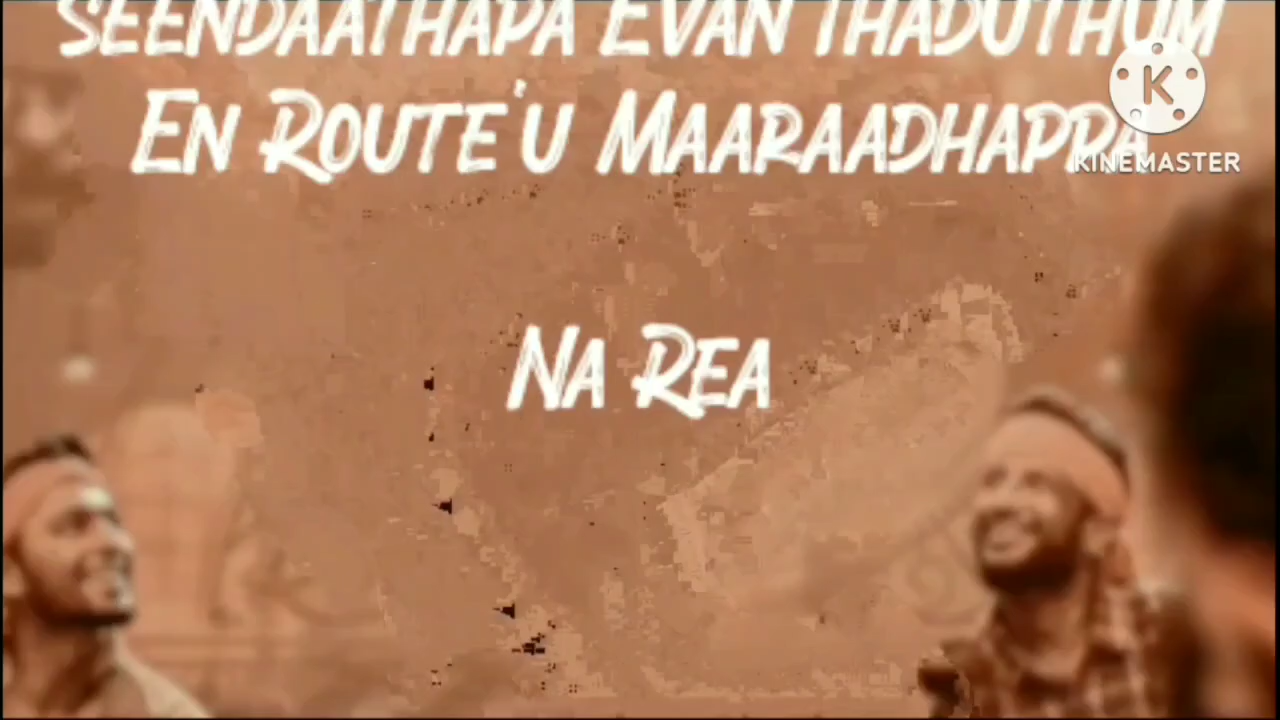 Seendaathapa Evan Thaduthum
En Route'u Maaraadhappa
K
KINEMASTER
Na Rea